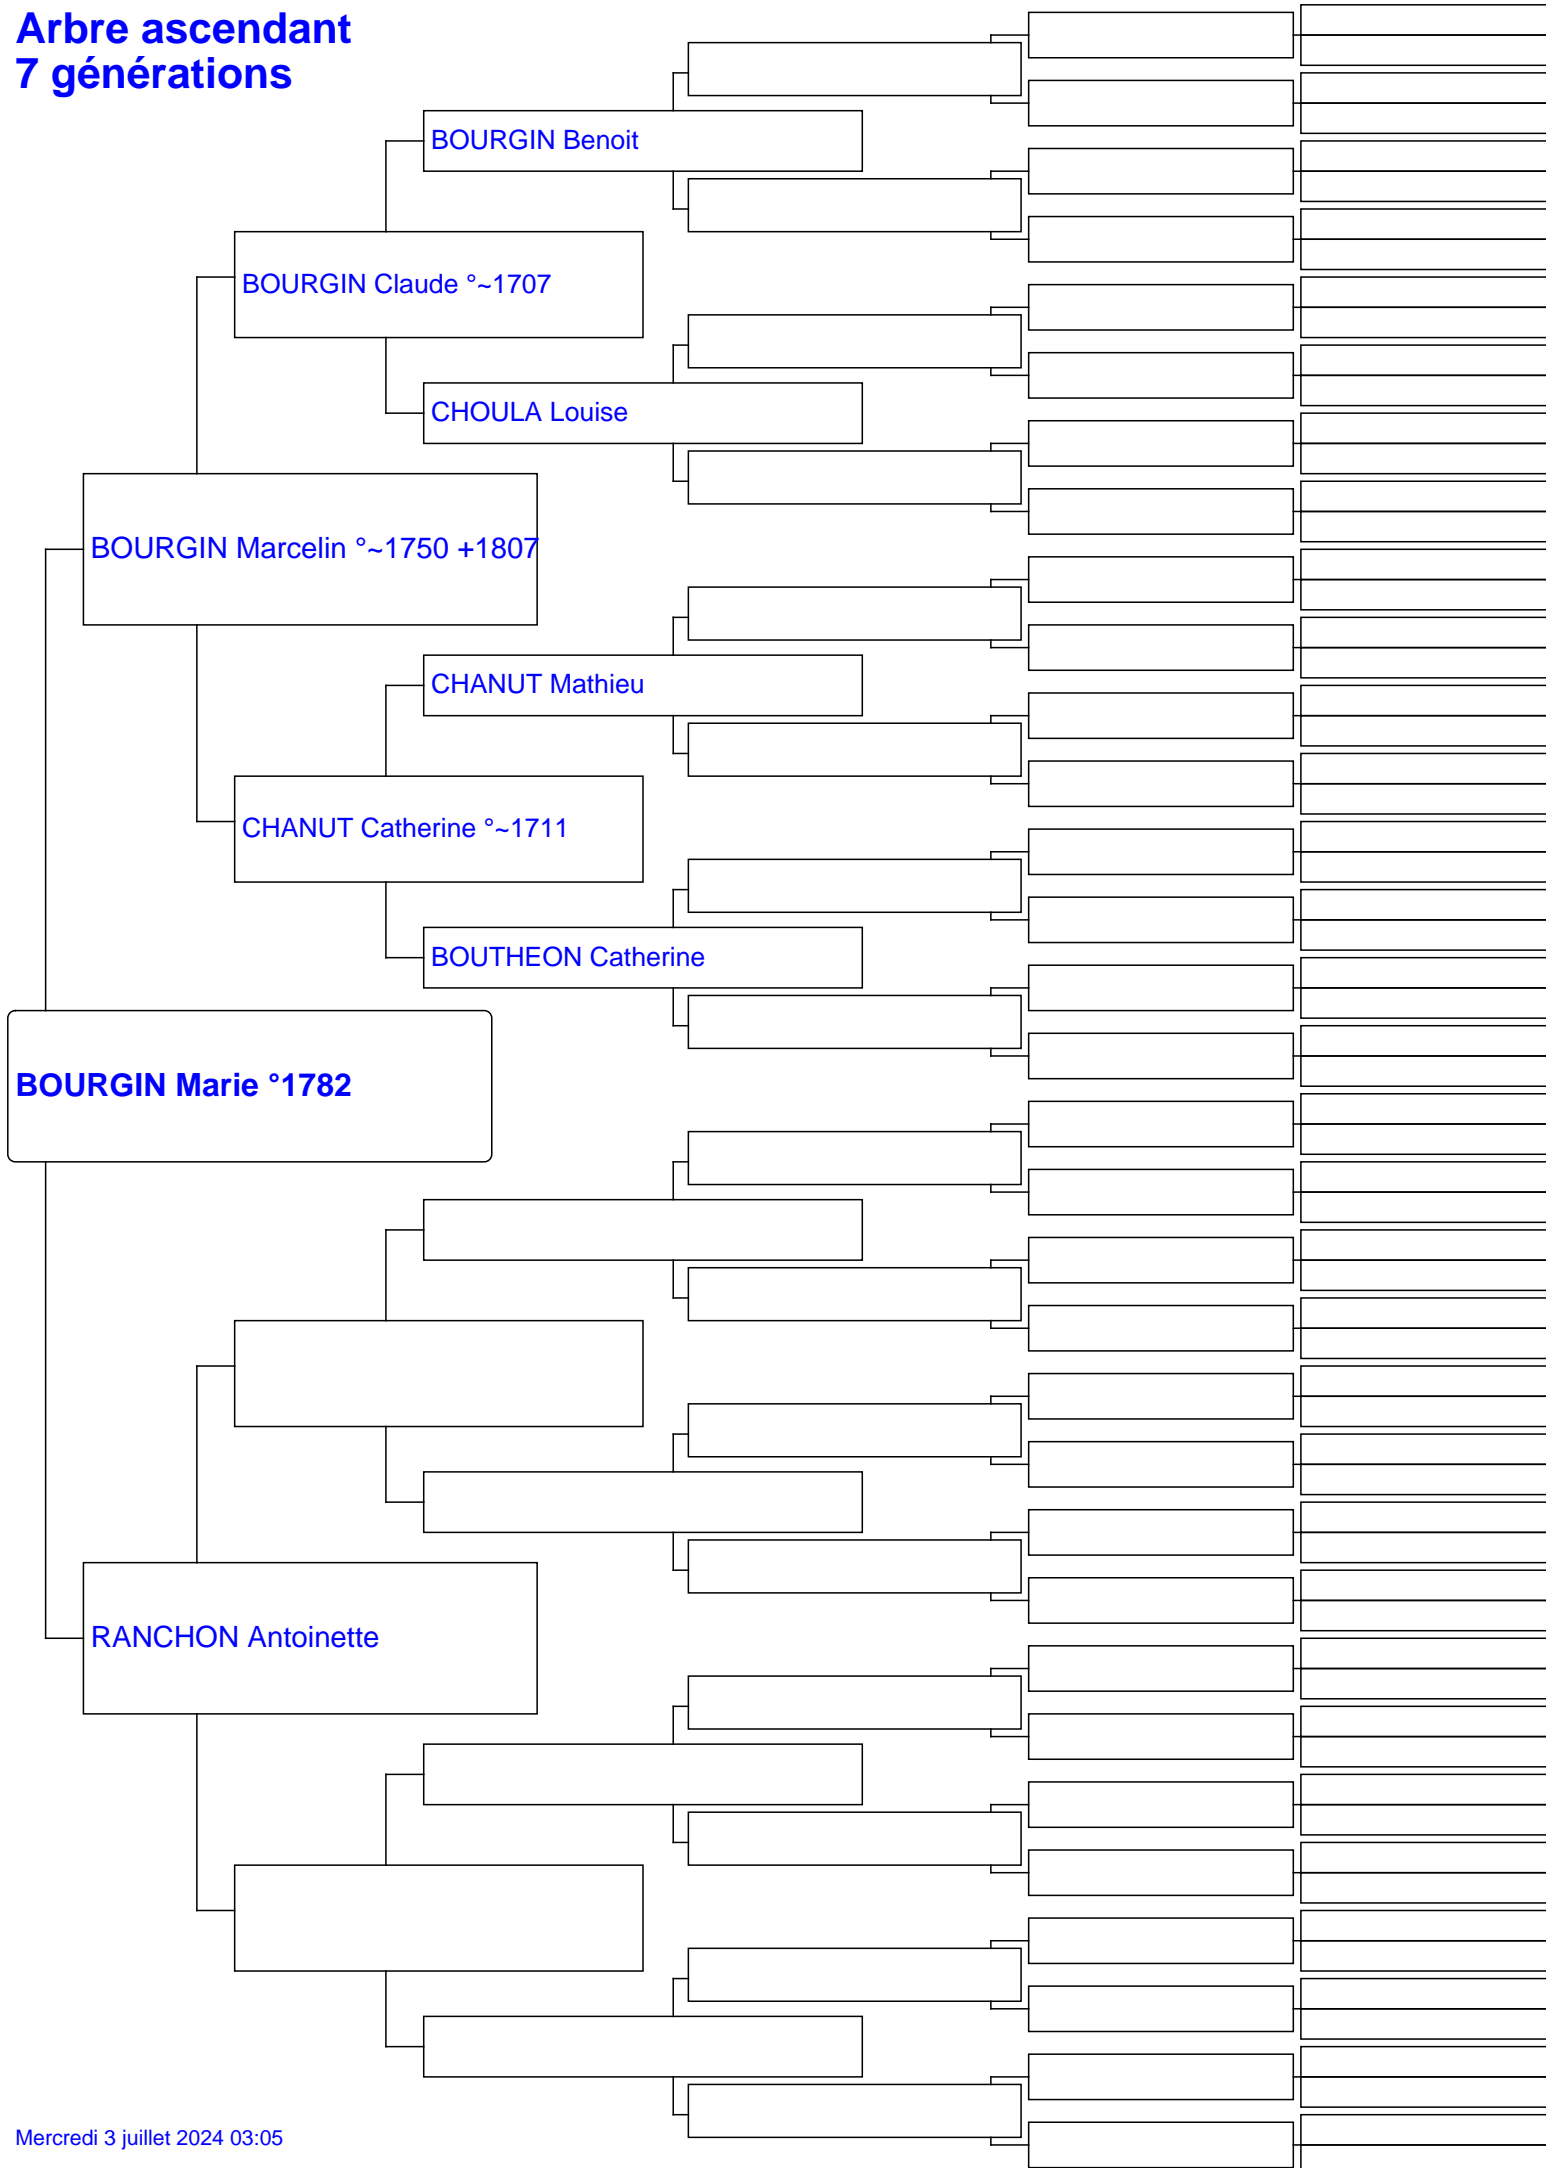 Arbre ascendant
7 générations
BOURGIN Benoit
BOURGIN Claude °~1707
CHOULA Louise
BOURGIN Marcelin °~1750 +1807
CHANUT Mathieu
CHANUT Catherine °~1711
BOUTHEON Catherine
BOURGIN Marie °1782
RANCHON Antoinette
Mercredi 3 juillet 2024 03:05